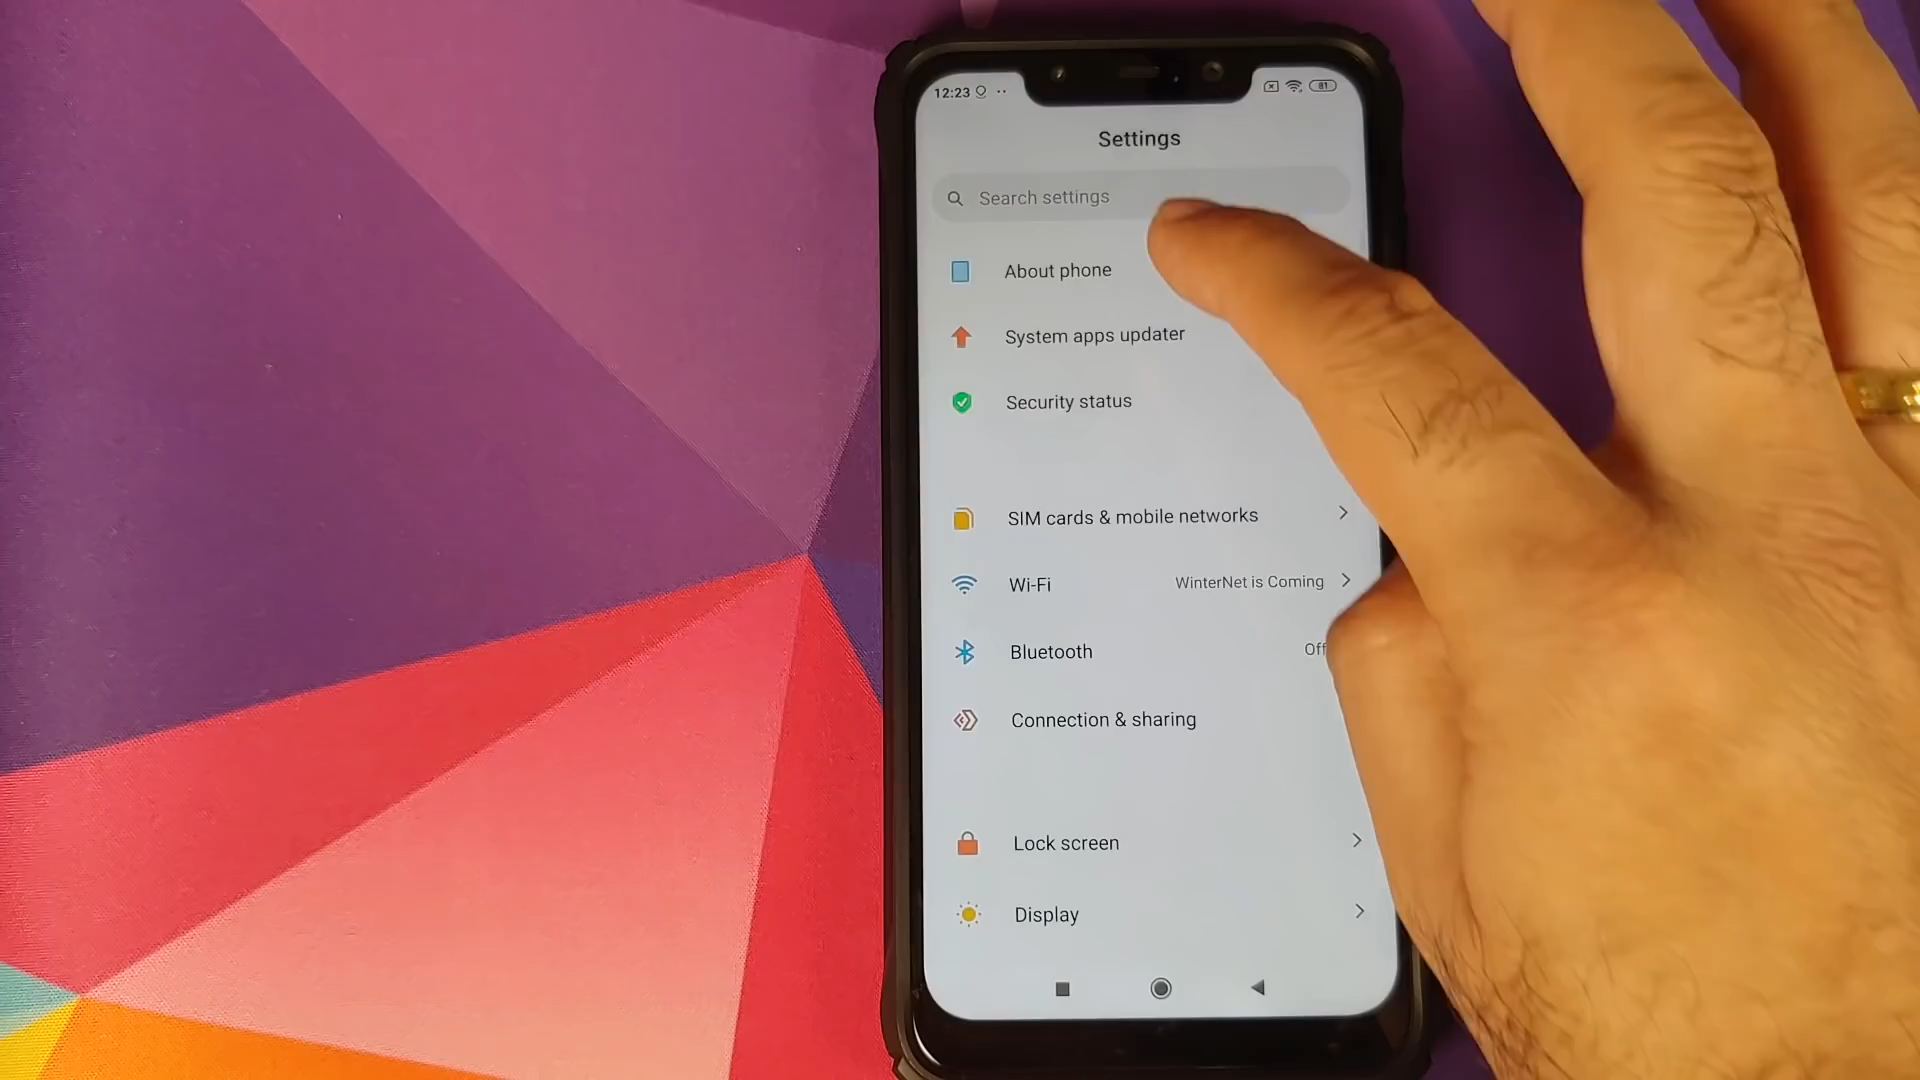 12:23
81
Settings
Search settings
About phone
System apps updater
Security status
SIM cards & mobile networks
Wi-Fi WinterNet is Coming
Bluetooth Off
Connection & sharing
Lock screen
Display